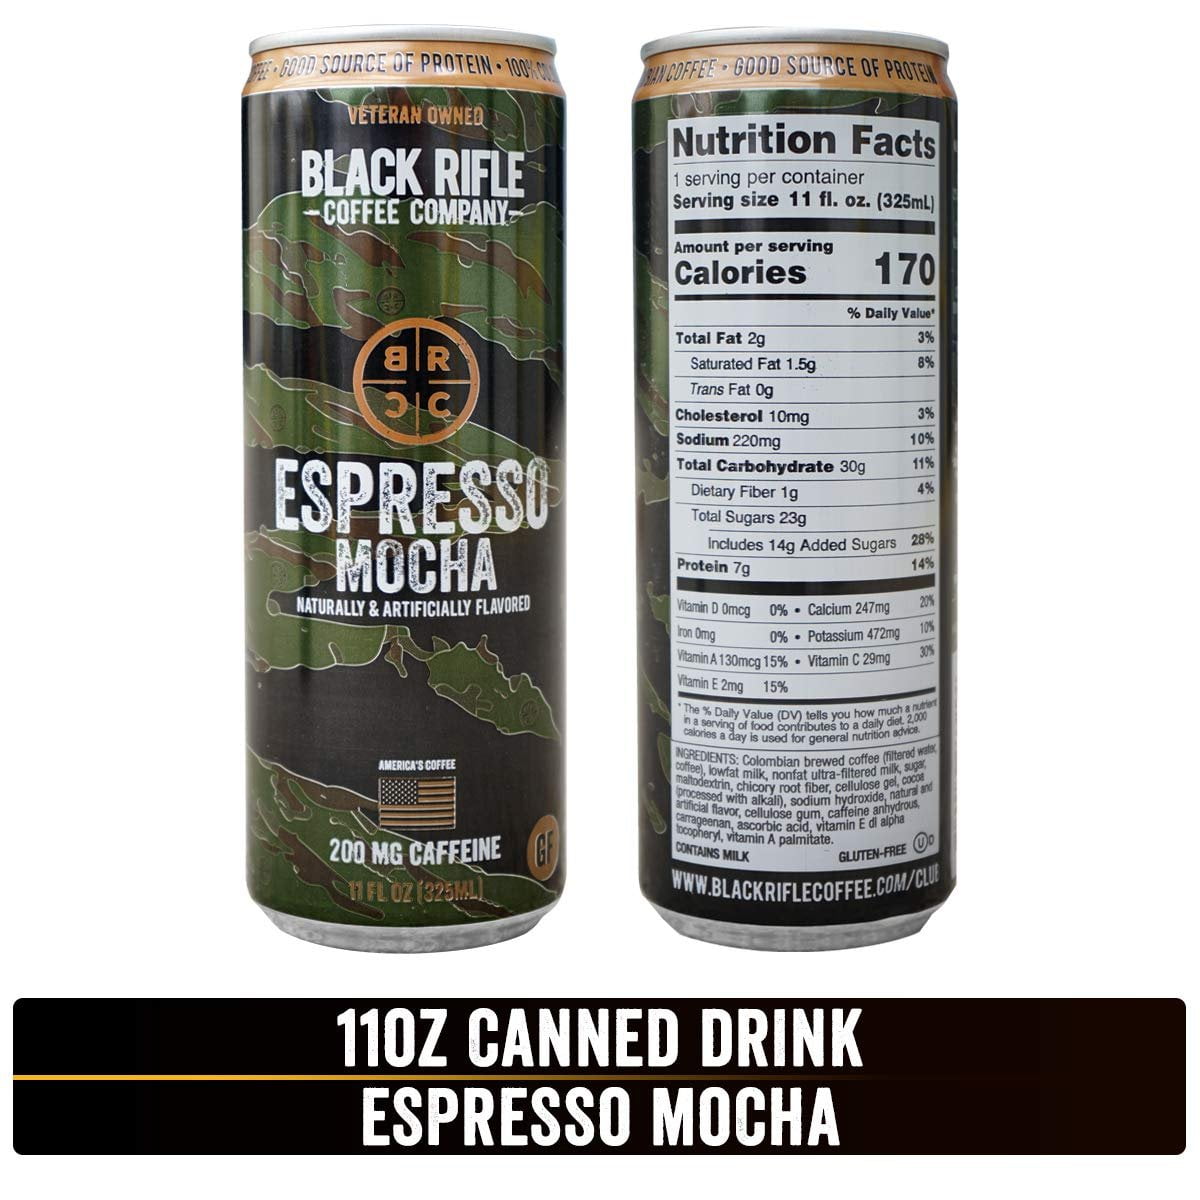 COFFEE • GOOD SOURCE OF PROTEIN • 100%
VETERAN OWNED
BLACK RIFLE
COFFEE COMPANY
B R
C C
ESPRESSO
MOCHA
NATURALLY & ARTIFICIALLY FLAVORED
AMERICA'S COFFEE
200 MG CAFFEINE
GF
11 FL OZ (325ML)
COFFEE • GOOD SOURCE OF PROTEIN
Nutrition Facts
1 serving per container
Serving size 11 fl. oz. (325mL)
Amount per serving
Calories 170
% Daily Value*
Total Fat 2g 3%
Saturated Fat 1.5g 8%
Trans Fat 0g
Cholesterol 10mg 3%
Sodium 220mg 10%
Total Carbohydrate 30g 11%
Dietary Fiber 1g 4%
Total Sugars 23g
Includes 14g Added Sugars 28%
Protein 7g 14%
Vitamin D 0mcg 0% • Calcium 247mg 20%
Iron 0mg 0% • Potassium 472mg 10%
Vitamin A 130mcg 15% • Vitamin C 29mg 30%
Vitamin E 2mg 15%
* The % Daily Value (DV) tells you how much a nutrient
in a serving of food contributes to a daily diet. 2,000
calories a day is used for general nutrition advice.
INGREDIENTS: Colombian brewed coffee (filtered water,
coffee), lowfat milk, nonfat ultra-filtered milk, sugar,
maltodextrin, chicory root fiber, cellulose gel, cocoa
(processed with alkali), sodium hydroxide, natural and
artificial flavor, cellulose gum, caffeine anhydrous,
carrageenan, ascorbic acid, vitamin E dl alpha
tocopheryl, vitamin A palmitate.
CONTAINS MILK GLUTEN-FREE U D
WWW.BLACKRIFLECOFFEE.COM/CLUB
11OZ CANNED DRINK
ESPRESSO MOCHA